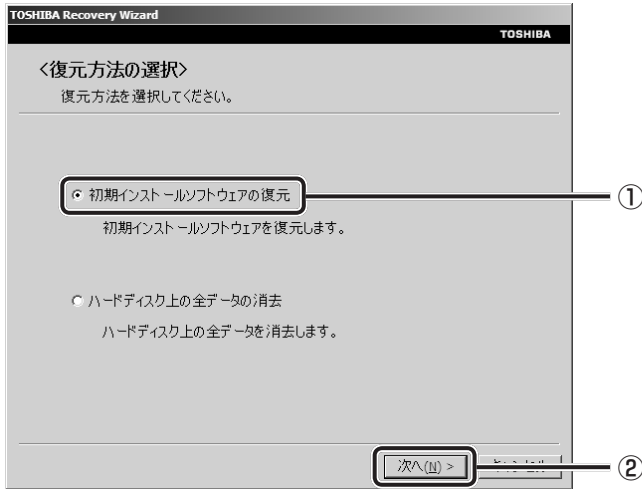 TOSHIBA Recovery Wizard
TOSHIBA
<復元方法の選択>
復元方法を選択してください。
初期インストールソフトウェアの復元
①
初期インストールソフトウェアを復元します。
ハードディスク上の全データの消去
ハードディスク上の全データを消去します。
次へ(N) >
②